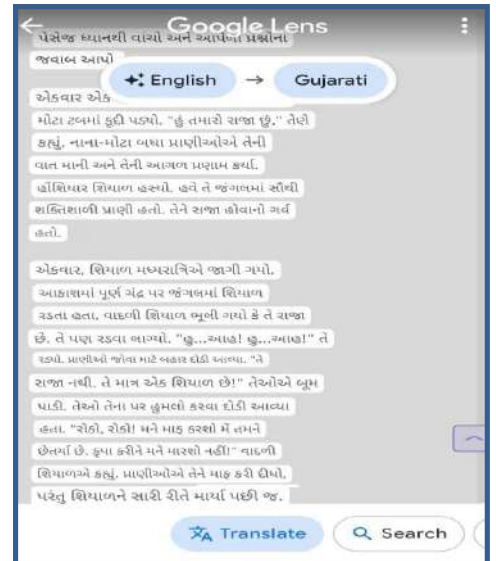 Google Lens
પેસેજ ધ્યાનથી વાંચો અને આપેલા પ્રશ્નોના
જવાબ આપો
English → Gujarati
એકવાર એક
મોટા ટબમાં કૂદી પડ્યો. "હું તમારો રાજા છું," તેણે
કહ્યું. નાના-મોટા બધા પ્રાણીઓએ તેની
વાત માની અને તેની આગળ પ્રણામ કર્યા.
હોંશિયાર શિયાળ હસ્યો. હવે તે જંગલમાં સૌથી
શક્તિશાળી પ્રાણી હતો. તેને રાજા હોવાનો ગર્વ
હતો.
એકવાર, શિયાળ મધ્યરાત્રિએ જાગી ગયો.
આકાશમાં પૂર્ણ ચંદ્ર પર જંગલમાં શિયાળ
રડતા હતા, વાદળી શિયાળ ભૂલી ગયો કે તે રાજા
છે. તે પણ રડવા લાગ્યો. "હુ...આહ! હુ...આહ!" તે
રડ્યો. પ્રાણીઓ જોવા માટે બહાર દોડી આવ્યા. "તે
રાજા નથી. તે માત્ર એક શિયાળ છે!" તેઓએ બૂમ
પાડી. તેઓ તેના પર હુમલો કરવા દોડી આવ્યા
હતા. "રોકો, રોકો! મને માફ કરશો મેં તમને
છેતર્યા છે. કૃપા કરીને મને મારશો નહીં!" વાદળી
શિયાળએ કહ્યું. પ્રાણીઓએ તેને માફ કરી દીધો,
પરંતુ શિયાળને સારી રીતે માર્યા પછી જ.
Translate
Search